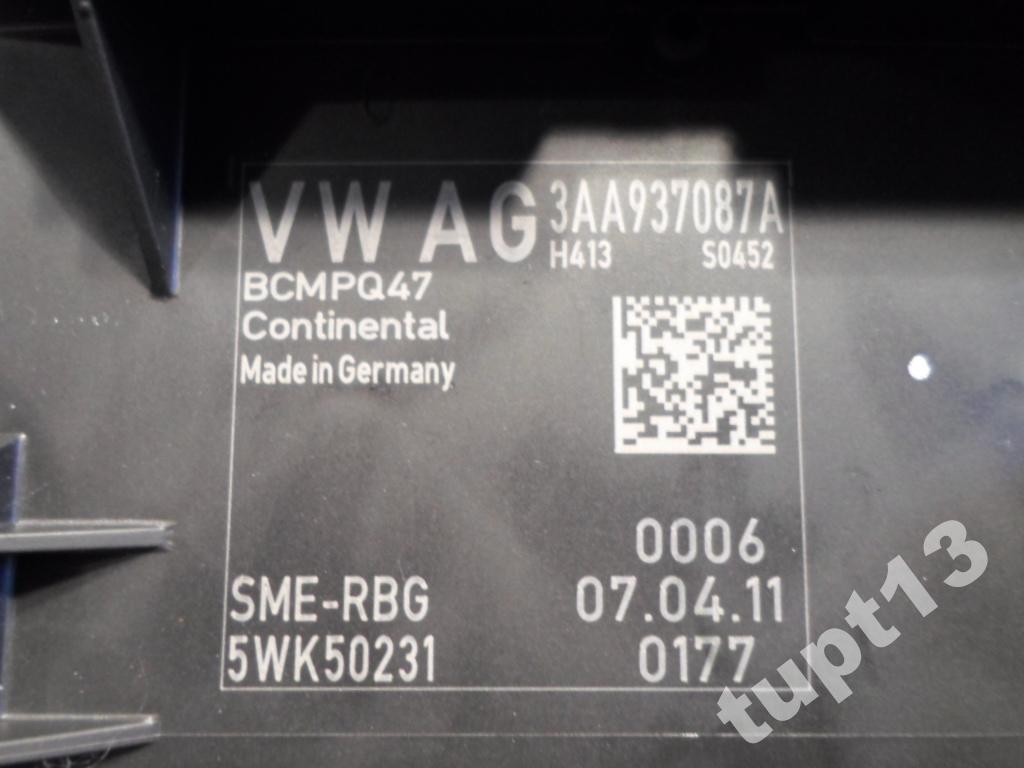 VW AG 3AA937087A
H413 S0452
BCMPQ47
Continental
Made in Germany
0006
SME-RBG 07.04.11
5WK50231 0177
tupt13